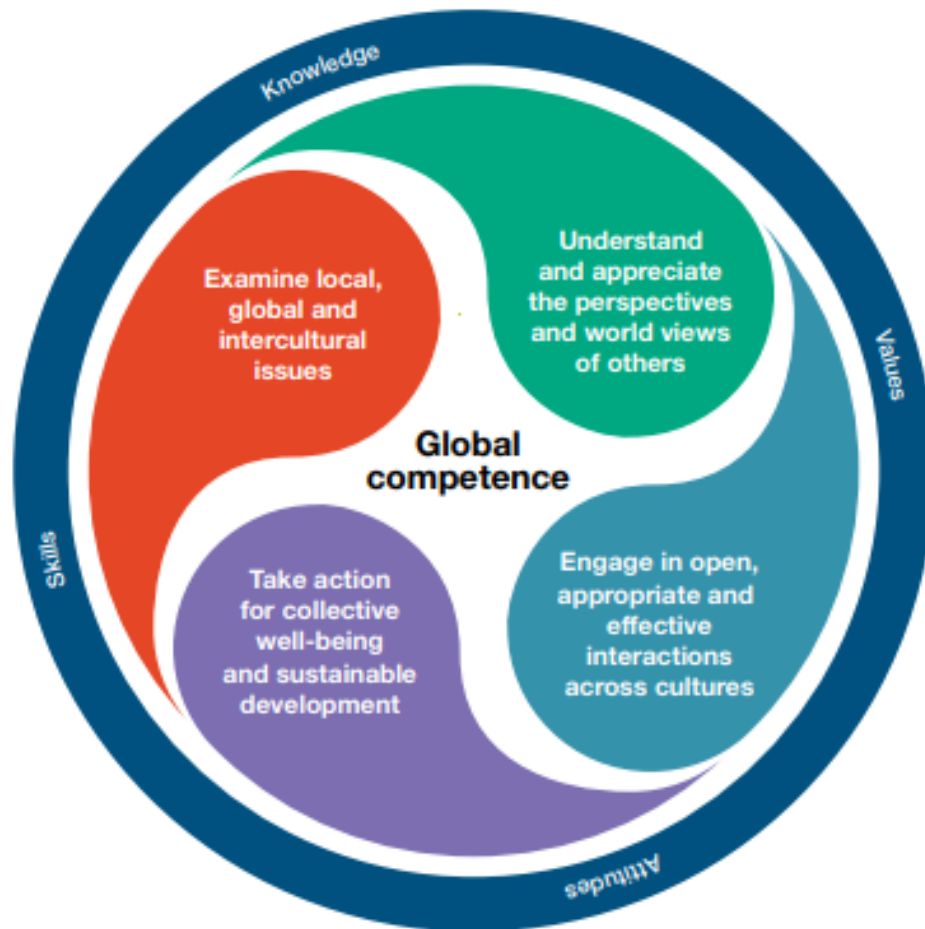 Knowledge
Understand
and appreciate
the perspectives
and world views
of others
Examine local,
global and
intercultural
issues
Values
Global
competence
Skills
Take action
for collective
well-being
and sustainable
development
Engage in open,
appropriate and
effective
interactions
across cultures
Attitudes